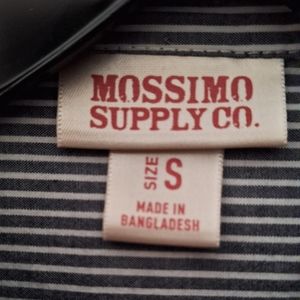 MOSSIMO
SUPPLY CO.
SIZE S
MADE IN
BANGLADESH